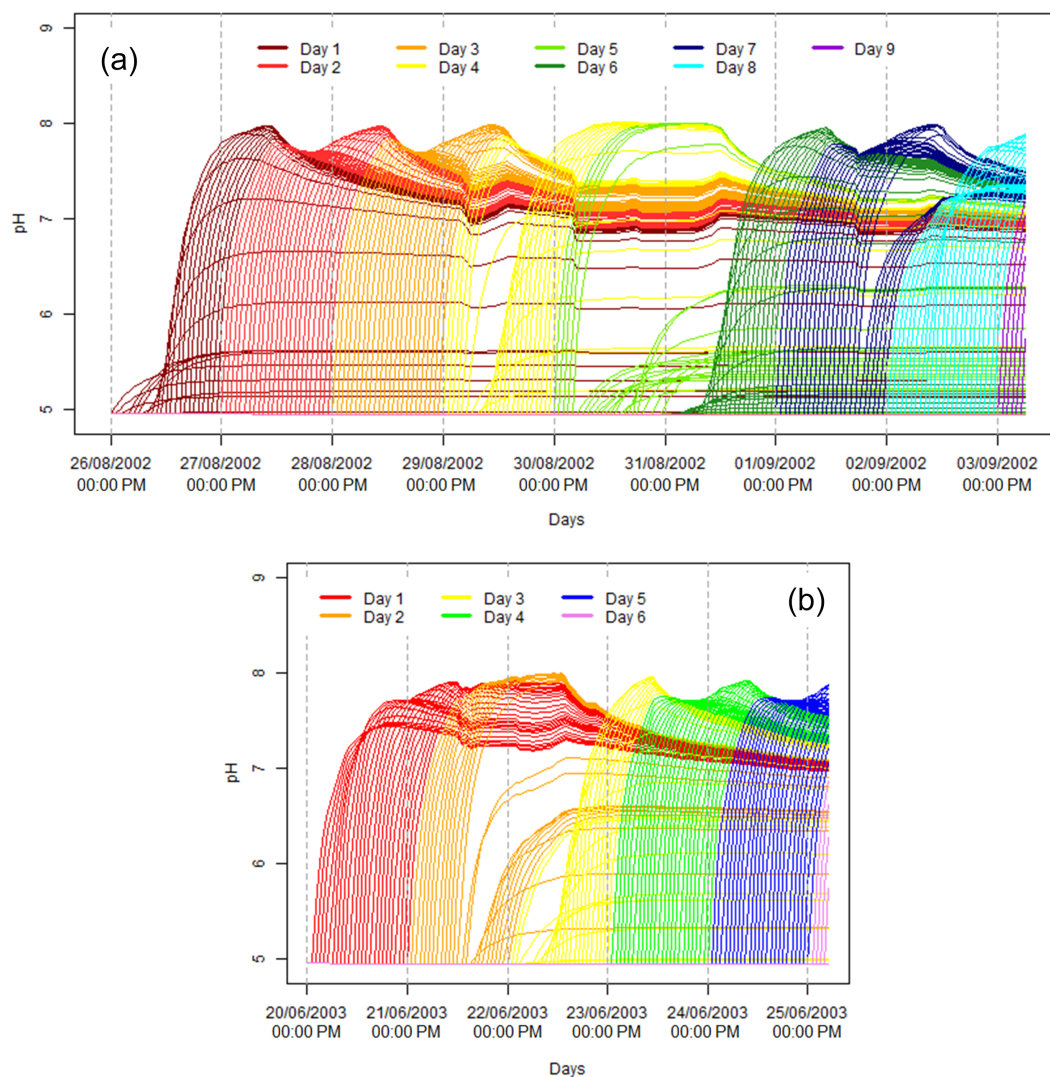 (a)
Day 1 Day 3 Day 5 Day 7 Day 9
Day 2 Day 4 Day 6 Day 8
9
8
7
6
5
pH
26/08/2002 27/08/2002 28/08/2002 29/08/2002 30/08/2002 31/08/2002 01/09/2002 02/09/2002 03/09/2002
00:00 PM 00:00 PM 00:00 PM 00:00 PM 00:00 PM 00:00 PM 00:00 PM 00:00 PM 00:00 PM
Days
(b)
Day 1 Day 3 Day 5
Day 2 Day 4 Day 6
9
8
7
6
5
pH
20/06/2003 21/06/2003 22/06/2003 23/06/2003 24/06/2003 25/06/2003
00:00 PM 00:00 PM 00:00 PM 00:00 PM 00:00 PM 00:00 PM
Days